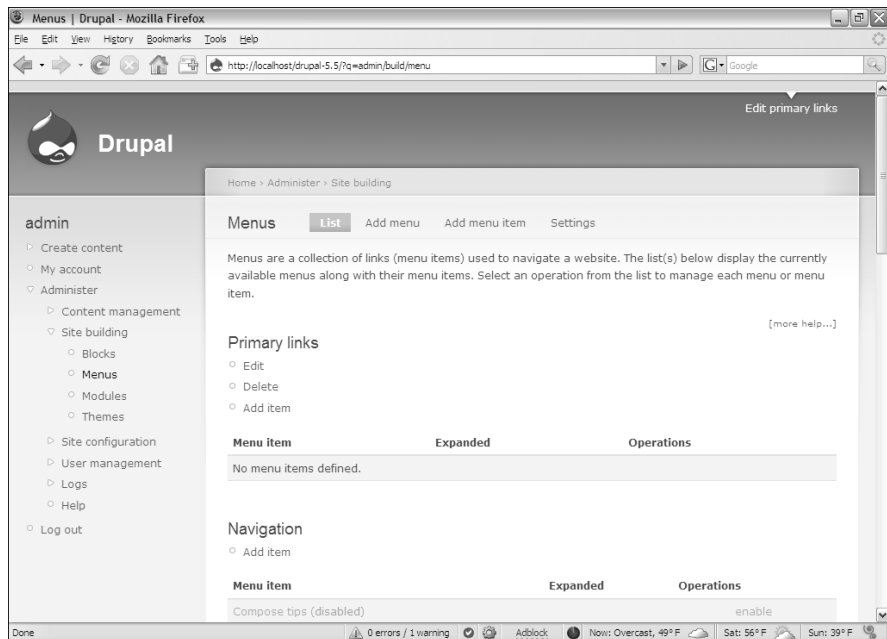 Menus | Drupal - Mozilla Firefox
File Edit View History Bookmarks Tools Help
http://localhost/drupal-5.5/?q=admin/build/menu
G Google
Edit primary links
Drupal
Home › Administer › Site building
admin
Create content
My account
Administer
Content management
Site building
Blocks
Menus
Modules
Themes
Site configuration
User management
Logs
Help
Log out
Menus List Add menu Add menu item Settings
Menus are a collection of links (menu items) used to navigate a website. The list(s) below display the currently
available menus along with their menu items. Select an operation from the list to manage each menu or menu
item.
[more help...]
Primary links
Edit
Delete
Add item
Menu item Expanded Operations
No menu items defined.
Navigation
Add item
Menu item Expanded Operations
Compose tips (disabled) enable
Done 0 errors / 1 warning Adblock Now: Overcast, 49° F Sat: 56° F Sun: 39° F